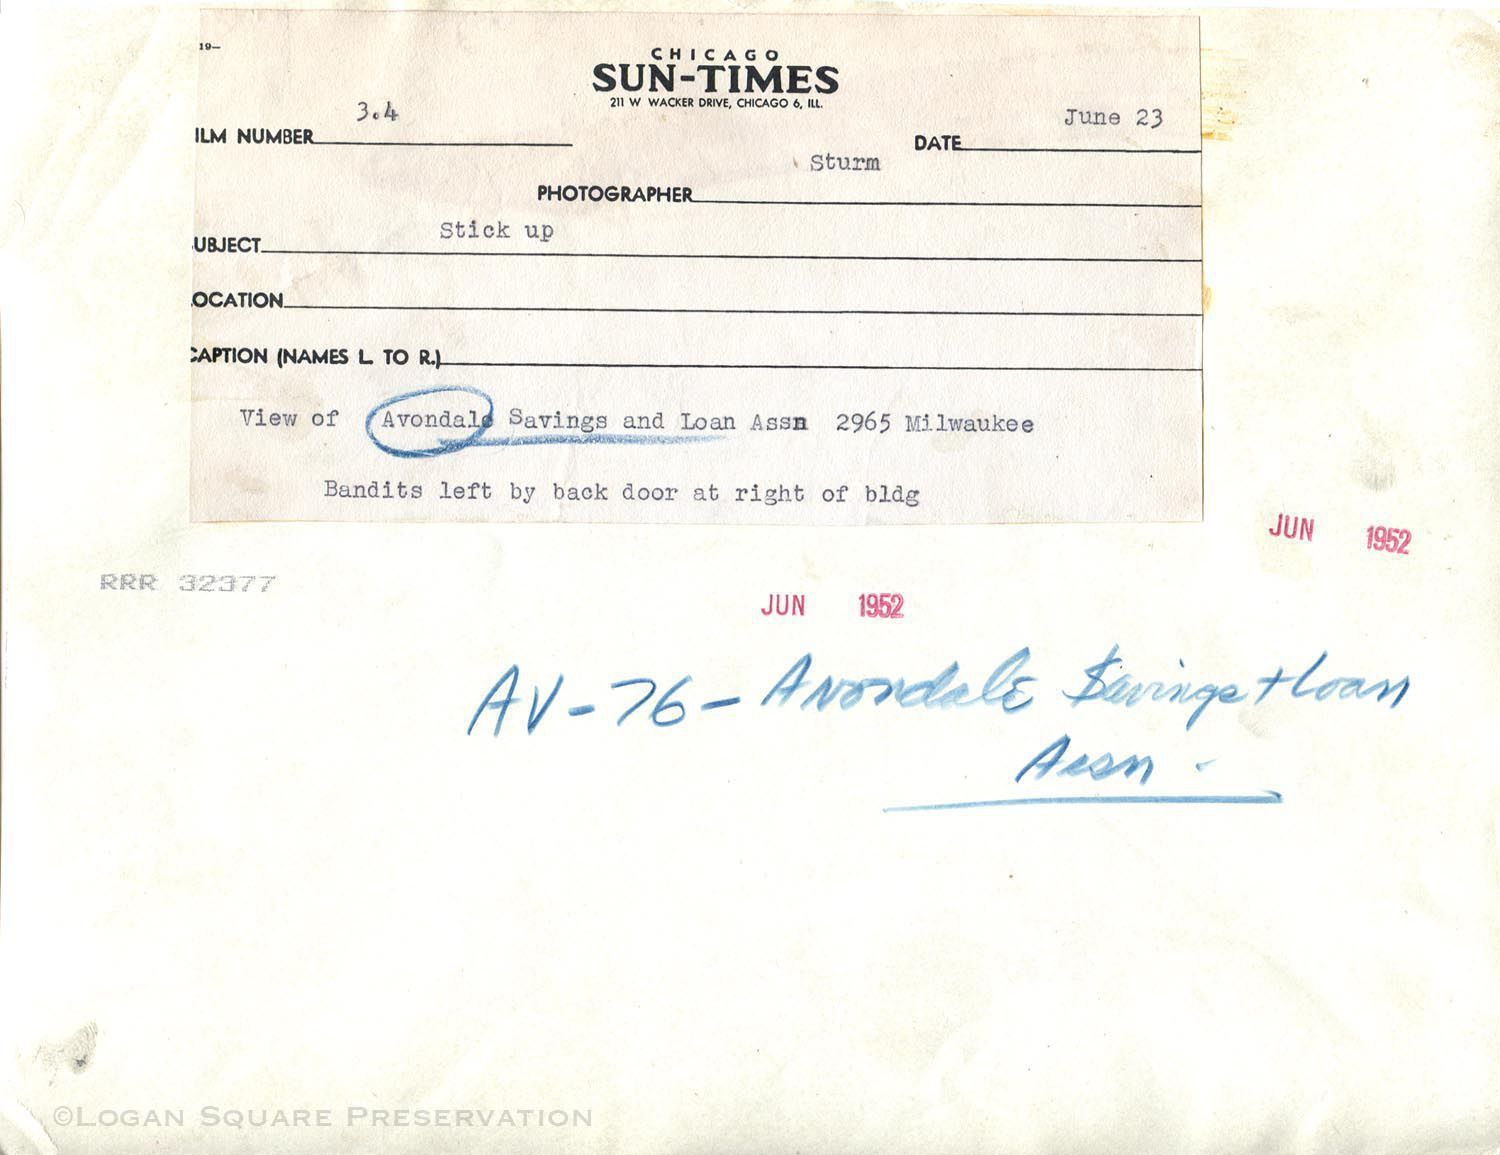 19—
CHICAGO
SUN-TIMES
211 W WACKER DRIVE, CHICAGO 6, ILL.
ILM NUMBER 3.4
DATE June 23
PHOTOGRAPHER Sturm
UBJECT Stick up
OCATION
CAPTION (NAMES L. TO R.)
View of Avondale Savings and Loan Assn 2965 Milwaukee
Bandits left by back door at right of bldg
JUN 1952
RRR 32377
JUN 1952
AV-76-Avondale Savings + Loan
Assn.
©LOGAN SQUARE PRESERVATION